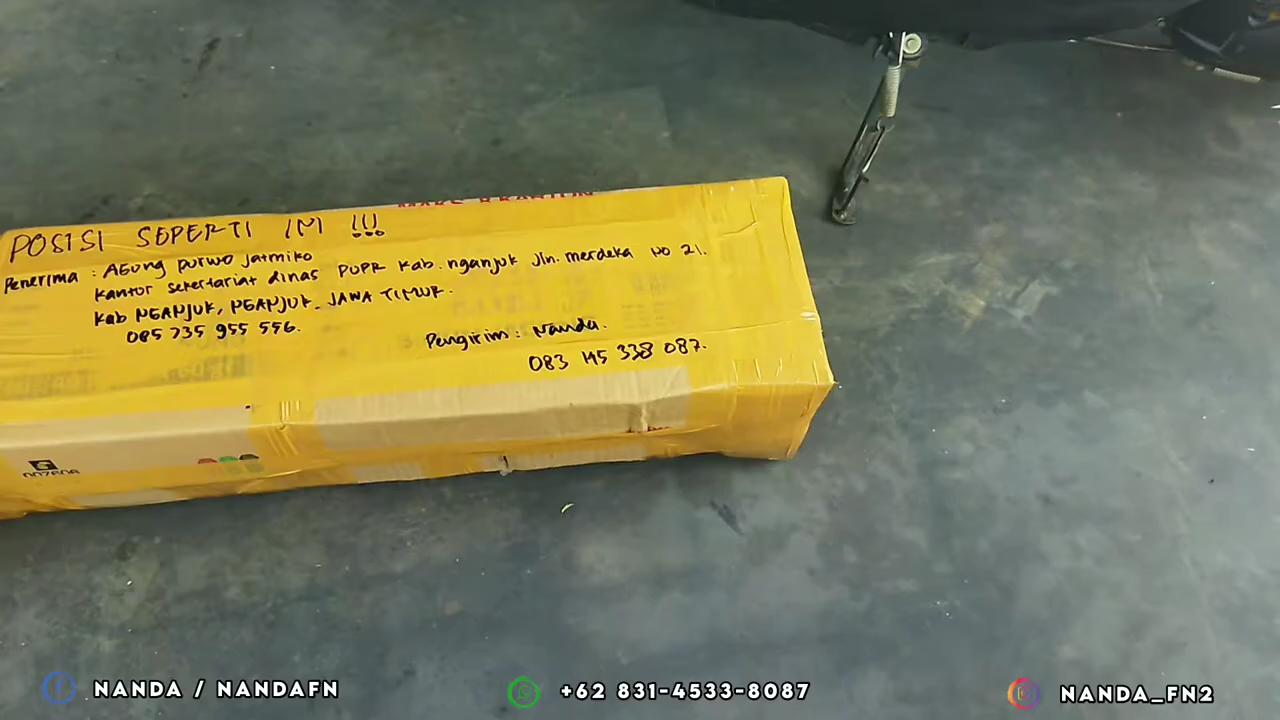 POSISI SEPERTI INI !!!
Penerima : Agung purwo jatmiko
kantor sekertariat dinas PUPR kab. nganjuk jln. merdeka NO 21.
kab NGANJUK, NGANJUK. JAWA TIMUR.
085 735 955 556.
Pengirim : Nanda.
083 145 338 087.
NANDA / NANDAFN
+62 831-4533-8087
NANDA_FN2